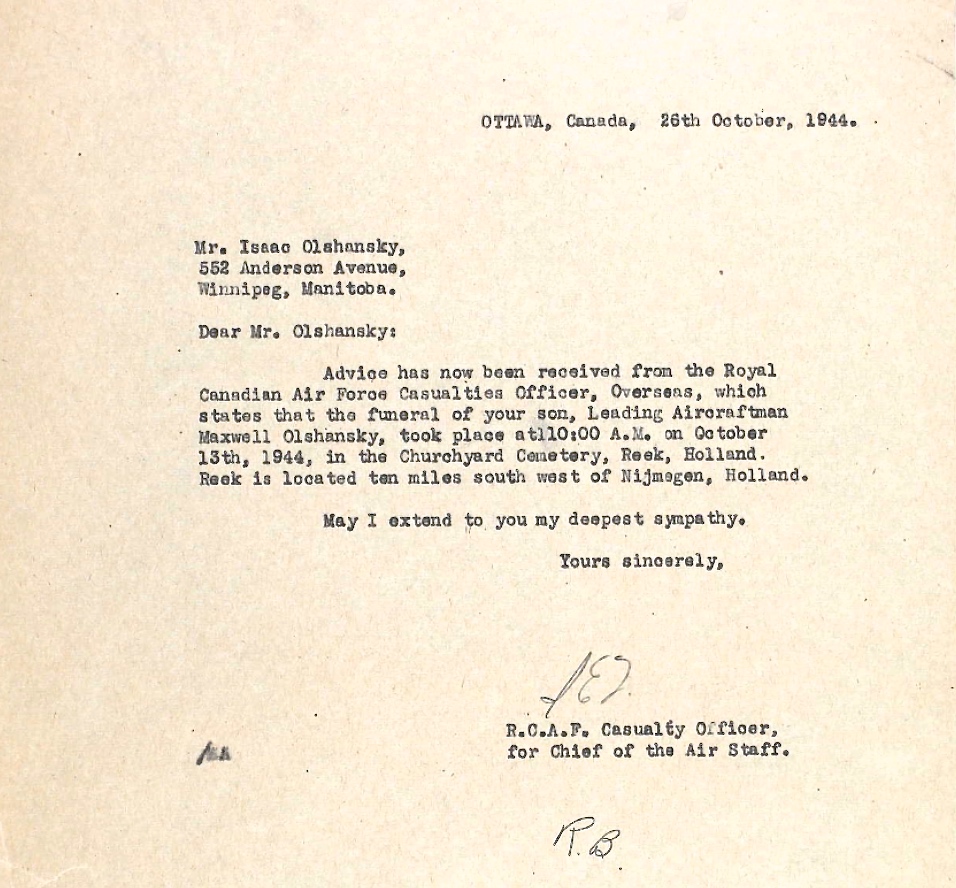 OTTAWA, Canada, 26th October, 1944.
Mr. Isaac Olshansky,
552 Anderson Avenue,
Winnipeg, Manitoba.
Dear Mr. Olshansky:
Advice has now been received from the Royal
Canadian Air Force Casualties Officer, Overseas, which
states that the funeral of your son, Leading Aircraftman
Maxwell Olshansky, took place atl10:00 A.M. on October
13th, 1944, in the Churchyard Cemetery, Reek, Holland.
Reek is located ten miles south west of Nijmegen, Holland.
May I extend to you my deepest sympathy.
Yours sincerely,
R.C.A.F. Casualty Officer,
for Chief of the Air Staff.
R.B.